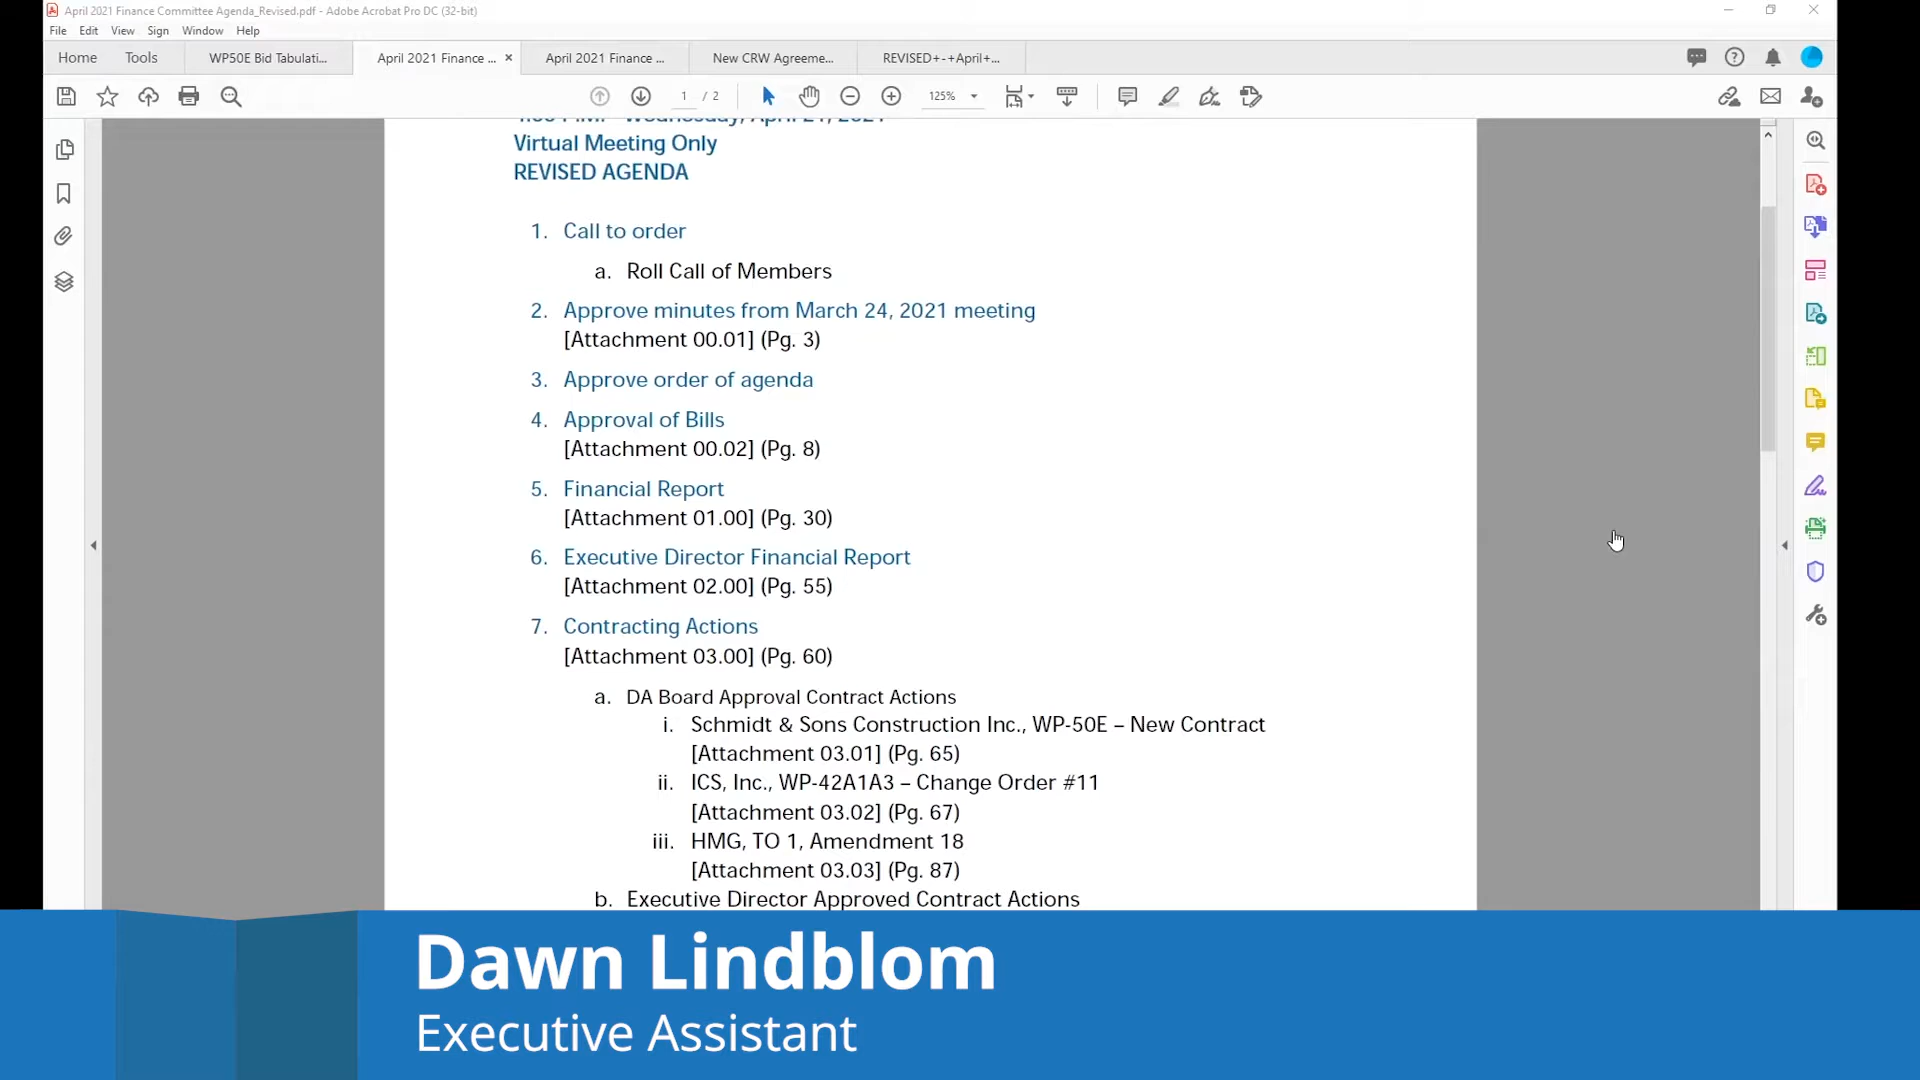 April 2021 Finance Committee Agenda_Revised.pdf - Adobe Acrobat Pro DC (32-bit)
File Edit View Sign Window Help
Home Tools WP50E Bid Tabulati... April 2021 Finance ... × April 2021 Finance ... New CRW Agreeme... REVISED+-+April+...
1 / 2 125%
Wednesday, April 21, 2021
Virtual Meeting Only
REVISED AGENDA
1. Call to order
a. Roll Call of Members
2. Approve minutes from March 24, 2021 meeting
[Attachment 00.01] (Pg. 3)
3. Approve order of agenda
4. Approval of Bills
[Attachment 00.02] (Pg. 8)
5. Financial Report
[Attachment 01.00] (Pg. 30)
6. Executive Director Financial Report
[Attachment 02.00] (Pg. 55)
7. Contracting Actions
[Attachment 03.00] (Pg. 60)
a. DA Board Approval Contract Actions
i. Schmidt & Sons Construction Inc., WP-50E – New Contract
[Attachment 03.01] (Pg. 65)
ii. ICS, Inc., WP-42A1A3 – Change Order #11
[Attachment 03.02] (Pg. 67)
iii. HMG, TO 1, Amendment 18
[Attachment 03.03] (Pg. 87)
b. Executive Director Approved Contract Actions
Dawn Lindblom
Executive Assistant